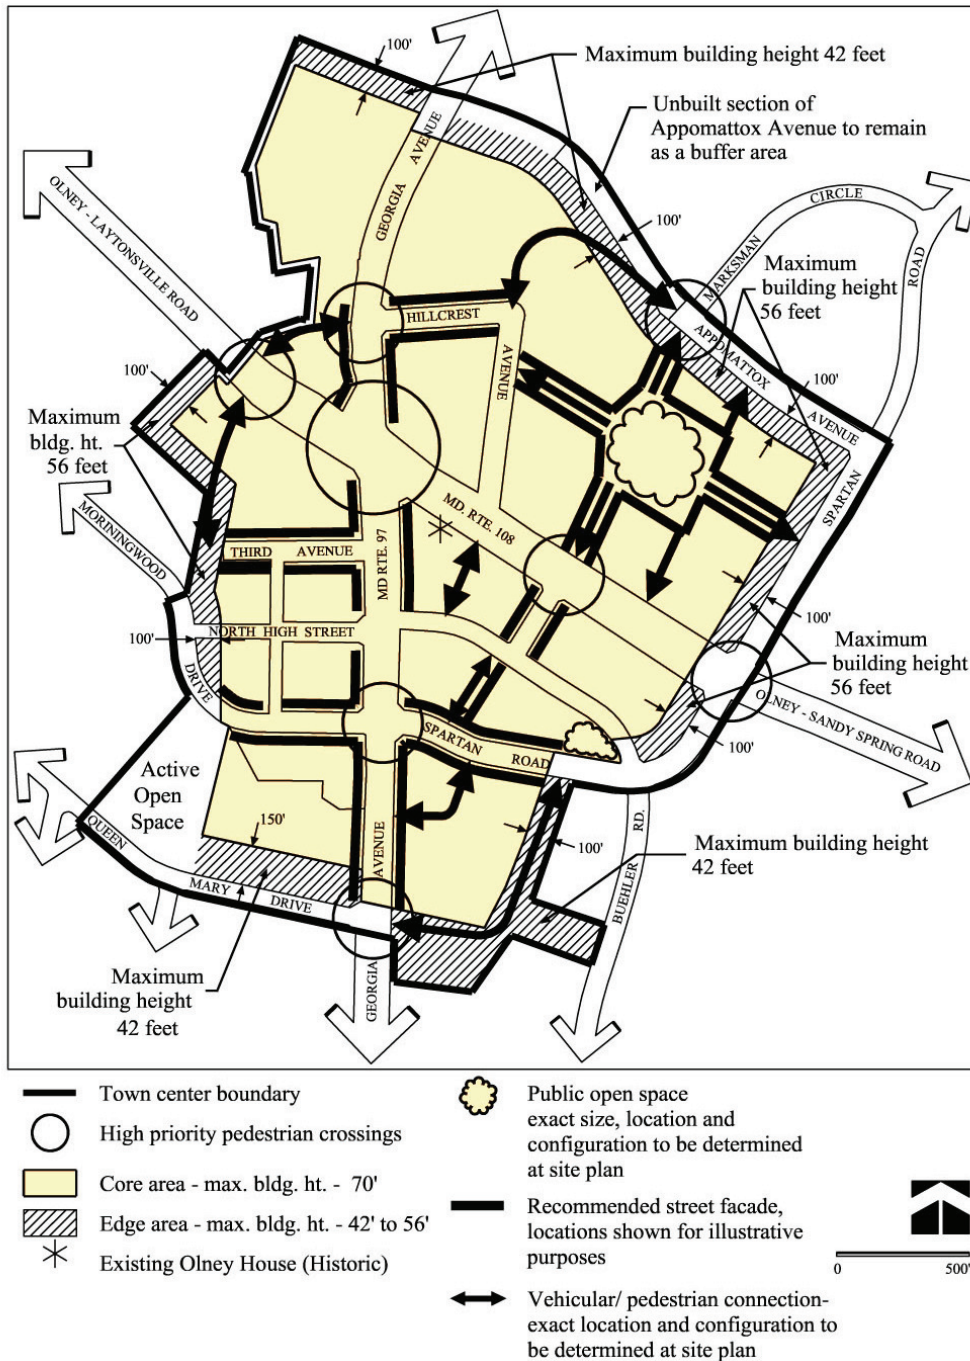 100'
Maximum building height 42 feet
Unbuilt section of
Appomattox Avenue to remain
as a buffer area
GEORGIA AVENUE
OLNEY - LAYTONSVILLE ROAD
100'
MARKSMAN CIRCLE
ROAD
Maximum
building height
56 feet
HILLCREST
AVENUE
APPOMATTOX AVENUE
100'
100'
Maximum
bldg. ht.
56 feet
SPARTAN
MORININGWOOD
DRIVE
MD. RTE. 108
MD RTE. 97
THIRD AVENUE
NORTH HIGH STREET
100'
100'
Maximum
building height
56 feet
OLNEY - SANDY SPRING ROAD
100'
SPARTAN ROAD
Active
Open
Space
150'
AVENUE
100'
BUEHLER RD.
Maximum building height
42 feet
QUEEN MARY DRIVE
GEORGIA
Maximum
building height
42 feet
Town center boundary
High priority pedestrian crossings
Core area - max. bldg. ht. - 70'
Edge area - max. bldg. ht. - 42' to 56'
Existing Olney House (Historic)
Public open space
exact size, location and
configuration to be determined
at site plan
Recommended street facade,
locations shown for illustrative
purposes
Vehicular/ pedestrian connection-
exact location and configuration to
be determined at site plan
0 500'